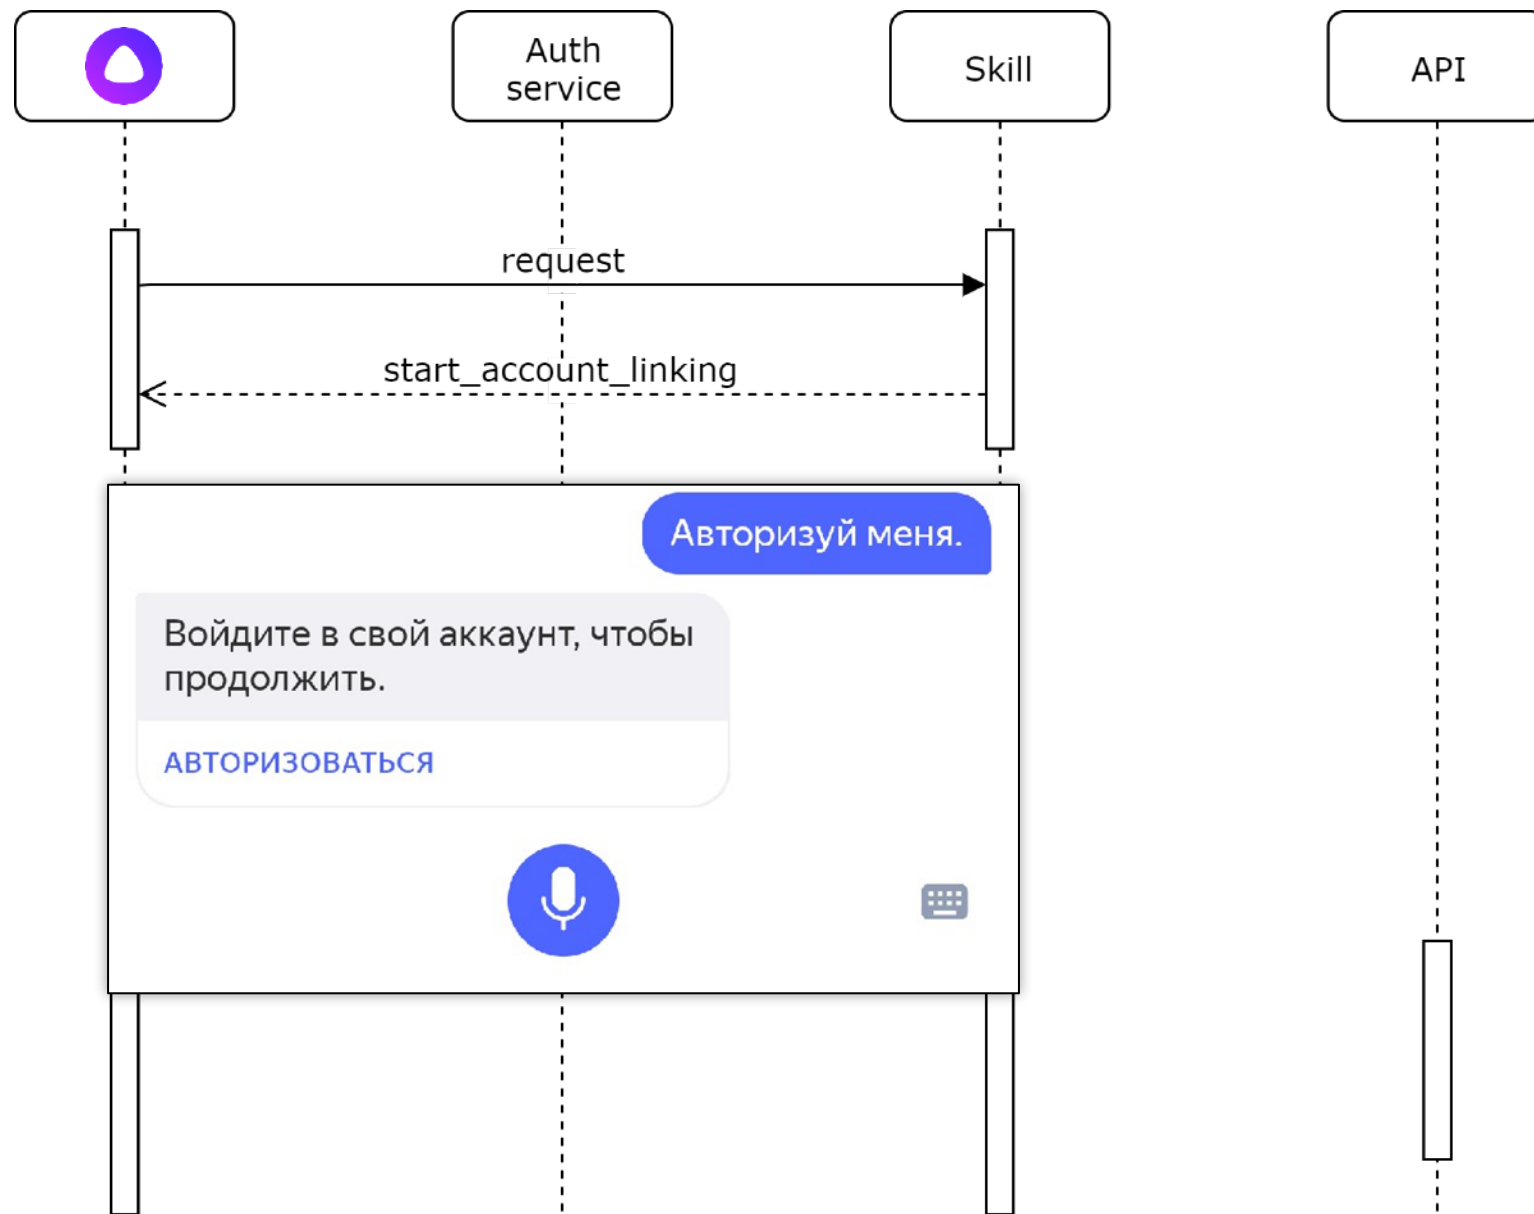 Auth
service
Skill
API
request
start_account_linking
Авторизуй меня.
Войдите в свой аккаунт, чтобы
продолжить.
АВТОРИЗОВАТЬСЯ